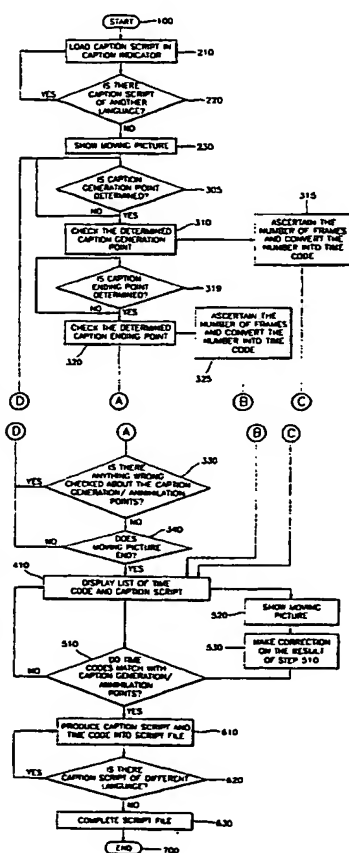 START
100
LOAD CAPTION SCRIPT IN
CAPTION INDICATOR
210
YES
IS THERE
CAPTION SCRIPT
OF ANOTHER
LANGUAGE?
220
NO
SHOW MOVING PICTURE
230
IS CAPTION
GENERATION POINT
DETERMINED?
305
NO
YES
CHECK THE DETERMINED
CAPTION GENERATION
POINT
310
315
ASCERTAIN THE
NUMBER OF FRAMES
AND CONVERT THE
NUMBER INTO TIME
CODE
IS CAPTION
ENDING POINT
DETERMINED?
319
NO
YES
CHECK THE DETERMINED
CAPTION ENDING POINT
320
ASCERTAIN THE
NUMBER OF FRAMES
AND CONVERT THE
NUMBER INTO TIME
CODE
325
D
A
B
C
D
A
B
C
IS THERE
ANYTHING WRONG
CHECKED ABOUT THE CAPTION
GENERATION/ ANNIHILATION
POINTS?
330
YES
NO
DOES
MOVING PICTURE
END?
340
NO
YES
410
DISPLAY LIST OF TIME
CODE AND CAPTION SCRIPT
520
SHOW MOVING
PICTURE
530
MAKE CORRECTION
ON THE RESULT
OF STEP 510
510
DO TIME
CODES MATCH WITH
CAPTION GENERATION/
ANNIHILATION
POINTS?
NO
YES
PRODUCE CAPTION SCRIPT AND
TIME CODE INTO SCRIPT FILE
610
YES
IS THERE
CAPTION SCRIPT OF DIFFERENT
LANGUAGE?
620
NO
COMPLETE SCRIPT FILE
630
END
700